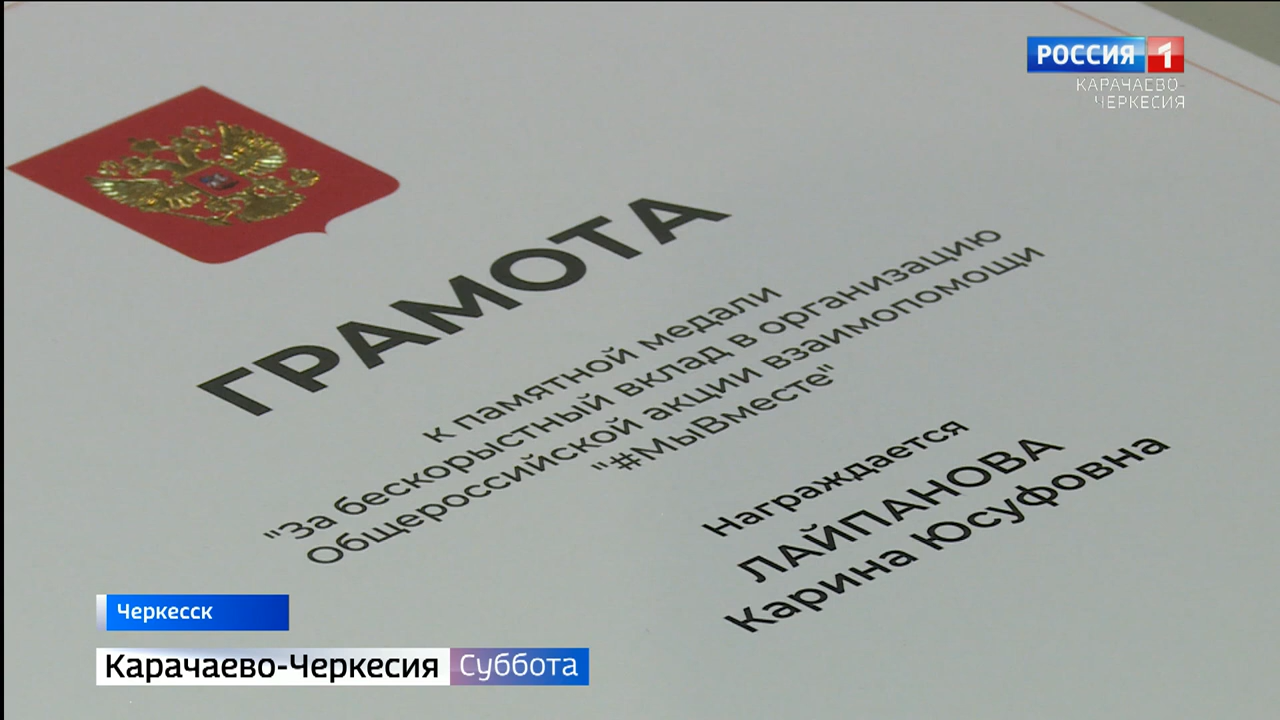 РОССИЯ 1
КАРАЧАЕВО-
ЧЕРКЕСИЯ
ГРАМОТА
к памятной медали
"За бескорыстный вклад в организацию
Общероссийской акции взаимопомощи
"#МыВместе"
Награждается
ЛАЙПАНОВА
Карина Юсуфовна
Черкесск
Карачаево-Черкесия Суббота